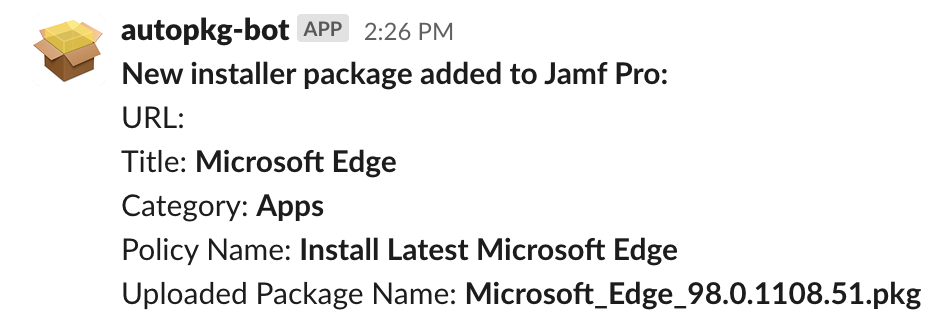 autopkg-bot APP 2:26 PM
New installer package added to Jamf Pro:
URL:
Title: Microsoft Edge
Category: Apps
Policy Name: Install Latest Microsoft Edge
Uploaded Package Name: Microsoft_Edge_98.0.1108.51.pkg